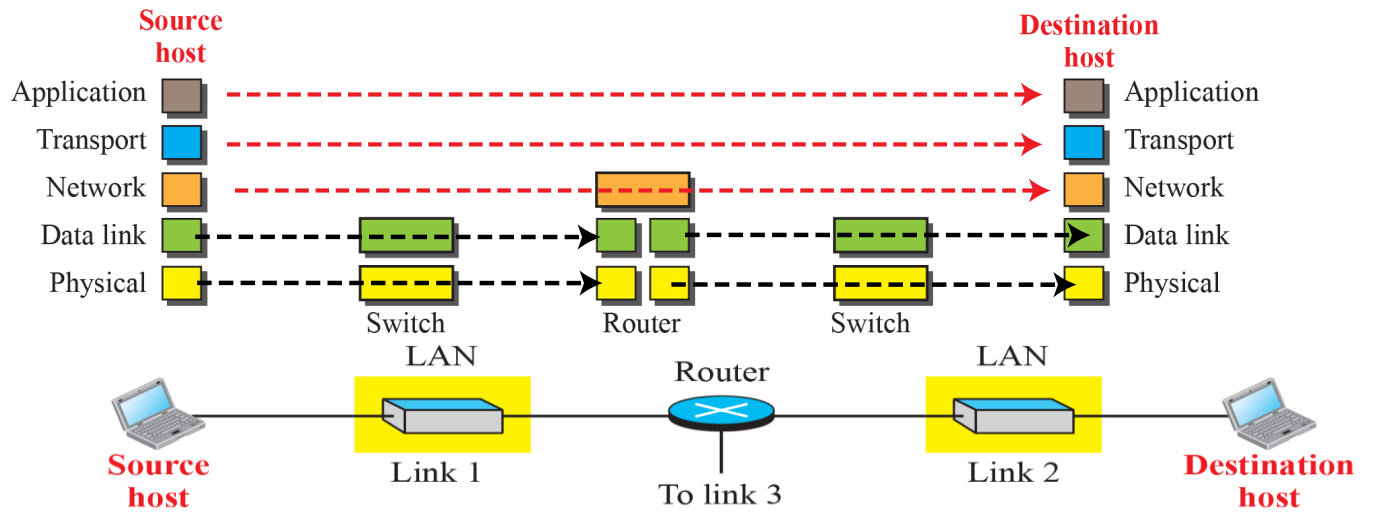 Source
host
Destination
host
Application
Application
Transport
Transport
Network
Network
Data link
Data link
Physical
Physical
Switch
Router
Switch
LAN
LAN
Router
Link 1
Link 2
Source
host
To link 3
Destination
host